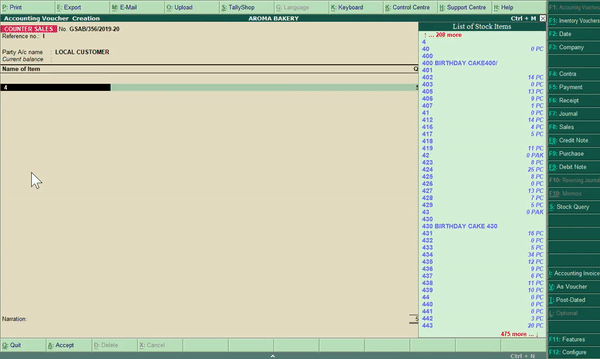 P: Print E: Export M: E-Mail O: Upload S: TallyShop G: Language K: Keyboard K: Control Centre H: Support Centre H: Help
Accounting Voucher Creation AROMA BAKERY Ctrl + M
COUNTER SALES No. GSAB/356/2019-20
Reference no.: I
Party A/c name : LOCAL CUSTOMER
Current balance :
Name of Item Q
4
Narration:
List of Stock Items
↑ ... 208 more
4
40 0 PC
400
400 BIRTHDAY CAKE400/
401
402 14 PC
403 0 PC
405 13 PC
406 9 PC
407 1 PC
41 0 PC
412 14 PC
416 4 PC
417 5 PC
418
419 11 PC
42 0 PAK
423 8 PC
424 25 PC
425 8 PC
426 0 PC
427 13 PC
428 7 PC
429 5 PC
43 0 PAK
430
430 BIRTHDAY CAKE 430
431 16 PC
432 0 PC
433 5 PC
434 34 PC
435 12 PC
436 9 PC
437 6 PC
438 11 PC
439 10 PC
44 0 PC
440 0 PC
441 0 PC
442 3 PC
443 20 PC
475 more ... ↓
F1: Accounting Vouchers
F1: Inventory Vouchers
F2: Date
F3: Company
F4: Contra
F5: Payment
F6: Receipt
F7: Journal
F8: Sales
F8: Credit Note
F9: Purchase
F9: Debit Note
F10: Reversing Journal
F10: Memos
S: Stock Query
I: Accounting Invoice
V: As Voucher
T: Post-Dated
L: Optional
F11: Features
F12: Configure
Q: Quit A: Accept D: Delete X: Cancel
Ctrl + N